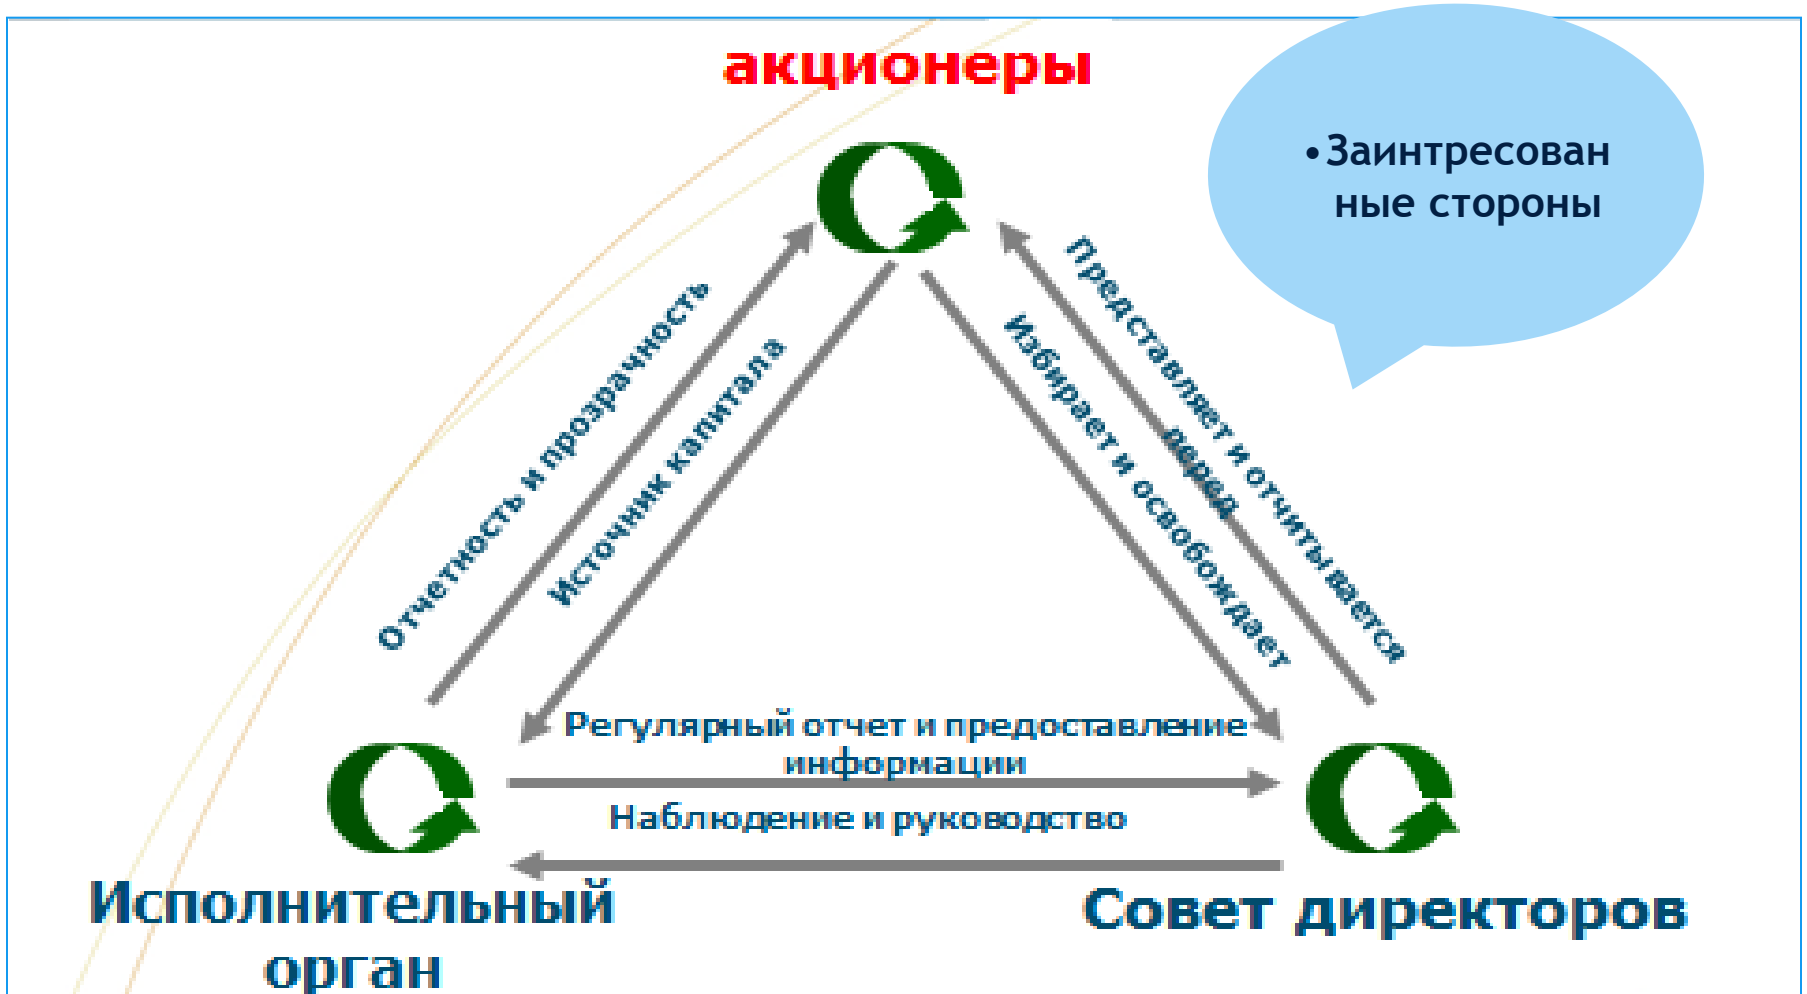 акционеры
•Заинтресован
ные стороны
Отчетность и прозрачность
Источник капитала
Избирает и освобождает
Представляет и отчитывается
перед
Регулярный отчет и предоставление
информации
Наблюдение и руководство
Исполнительный
орган
Совет директоров